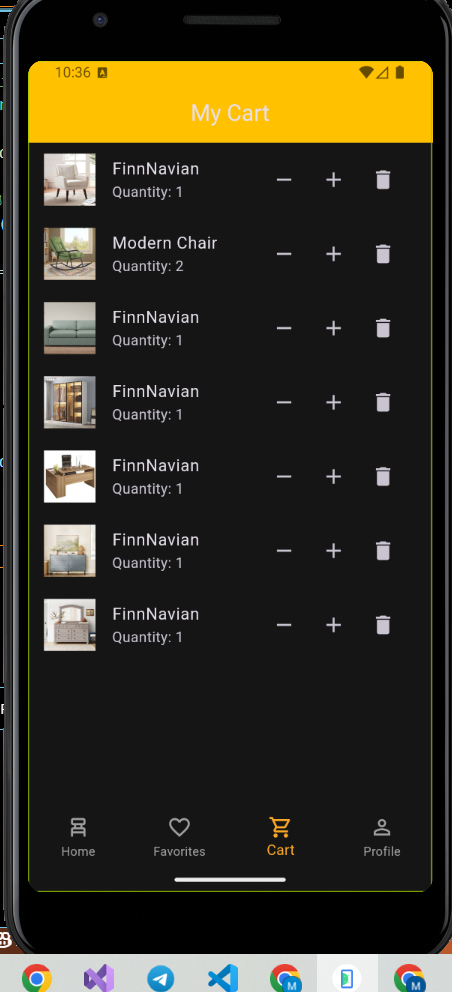 10:36
My Cart
FinnNavian
Quantity: 1
Modern Chair
Quantity: 2
FinnNavian
Quantity: 1
FinnNavian
Quantity: 1
FinnNavian
Quantity: 1
FinnNavian
Quantity: 1
FinnNavian
Quantity: 1
Home
Favorites
Cart
Profile
M
M